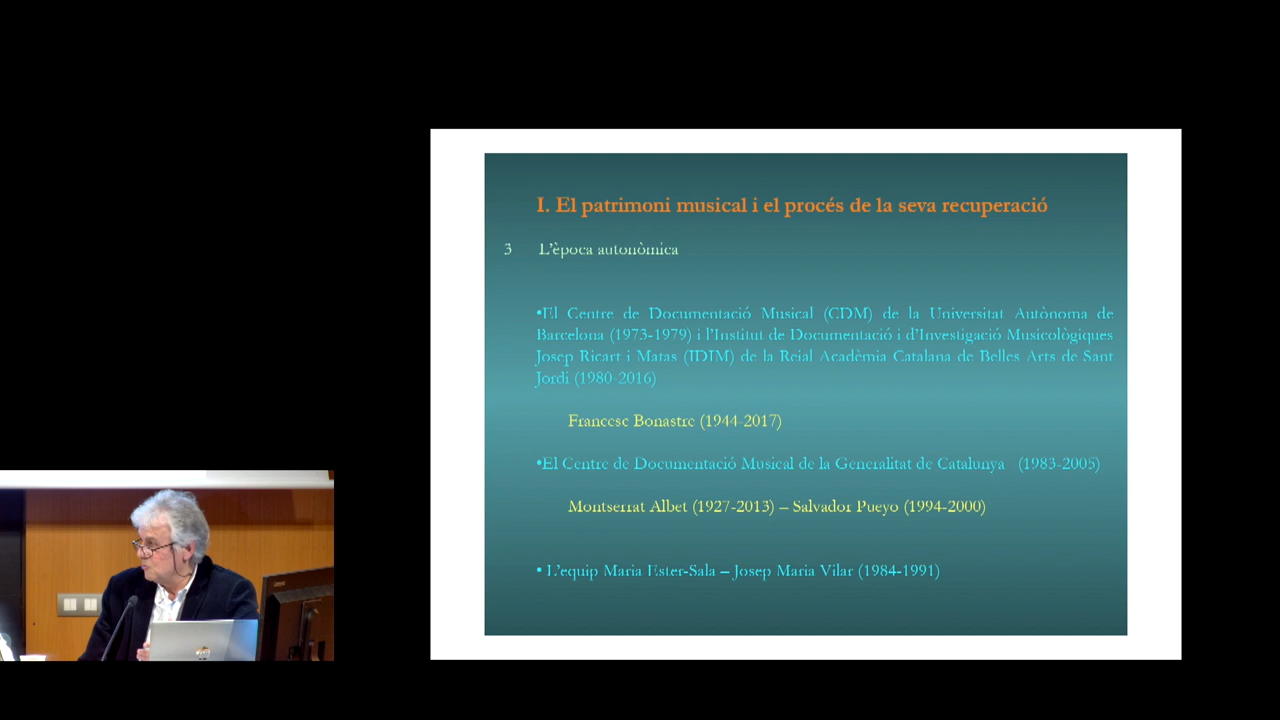 I. El patrimoni musical i el procés de la seva recuperació
3 L'època autonòmica
•El Centre de Documentació Musical (CDM) de la Universitat Autònoma de
Barcelona (1973-1979) i l'Institut de Documentació i d'Investigació Musicològiques
Josep Ricart i Matas (IDIM) de la Reial Acadèmia Catalana de Belles Arts de Sant
Jordi (1980-2016)
Francesc Bonastre (1944-2017)
•El Centre de Documentació Musical de la Generalitat de Catalunya (1983-2005)
Montserrat Albet (1927-2013) – Salvador Pueyo (1994-2000)
• L'equip Maria Ester-Sala – Josep Maria Vilar (1984-1991)